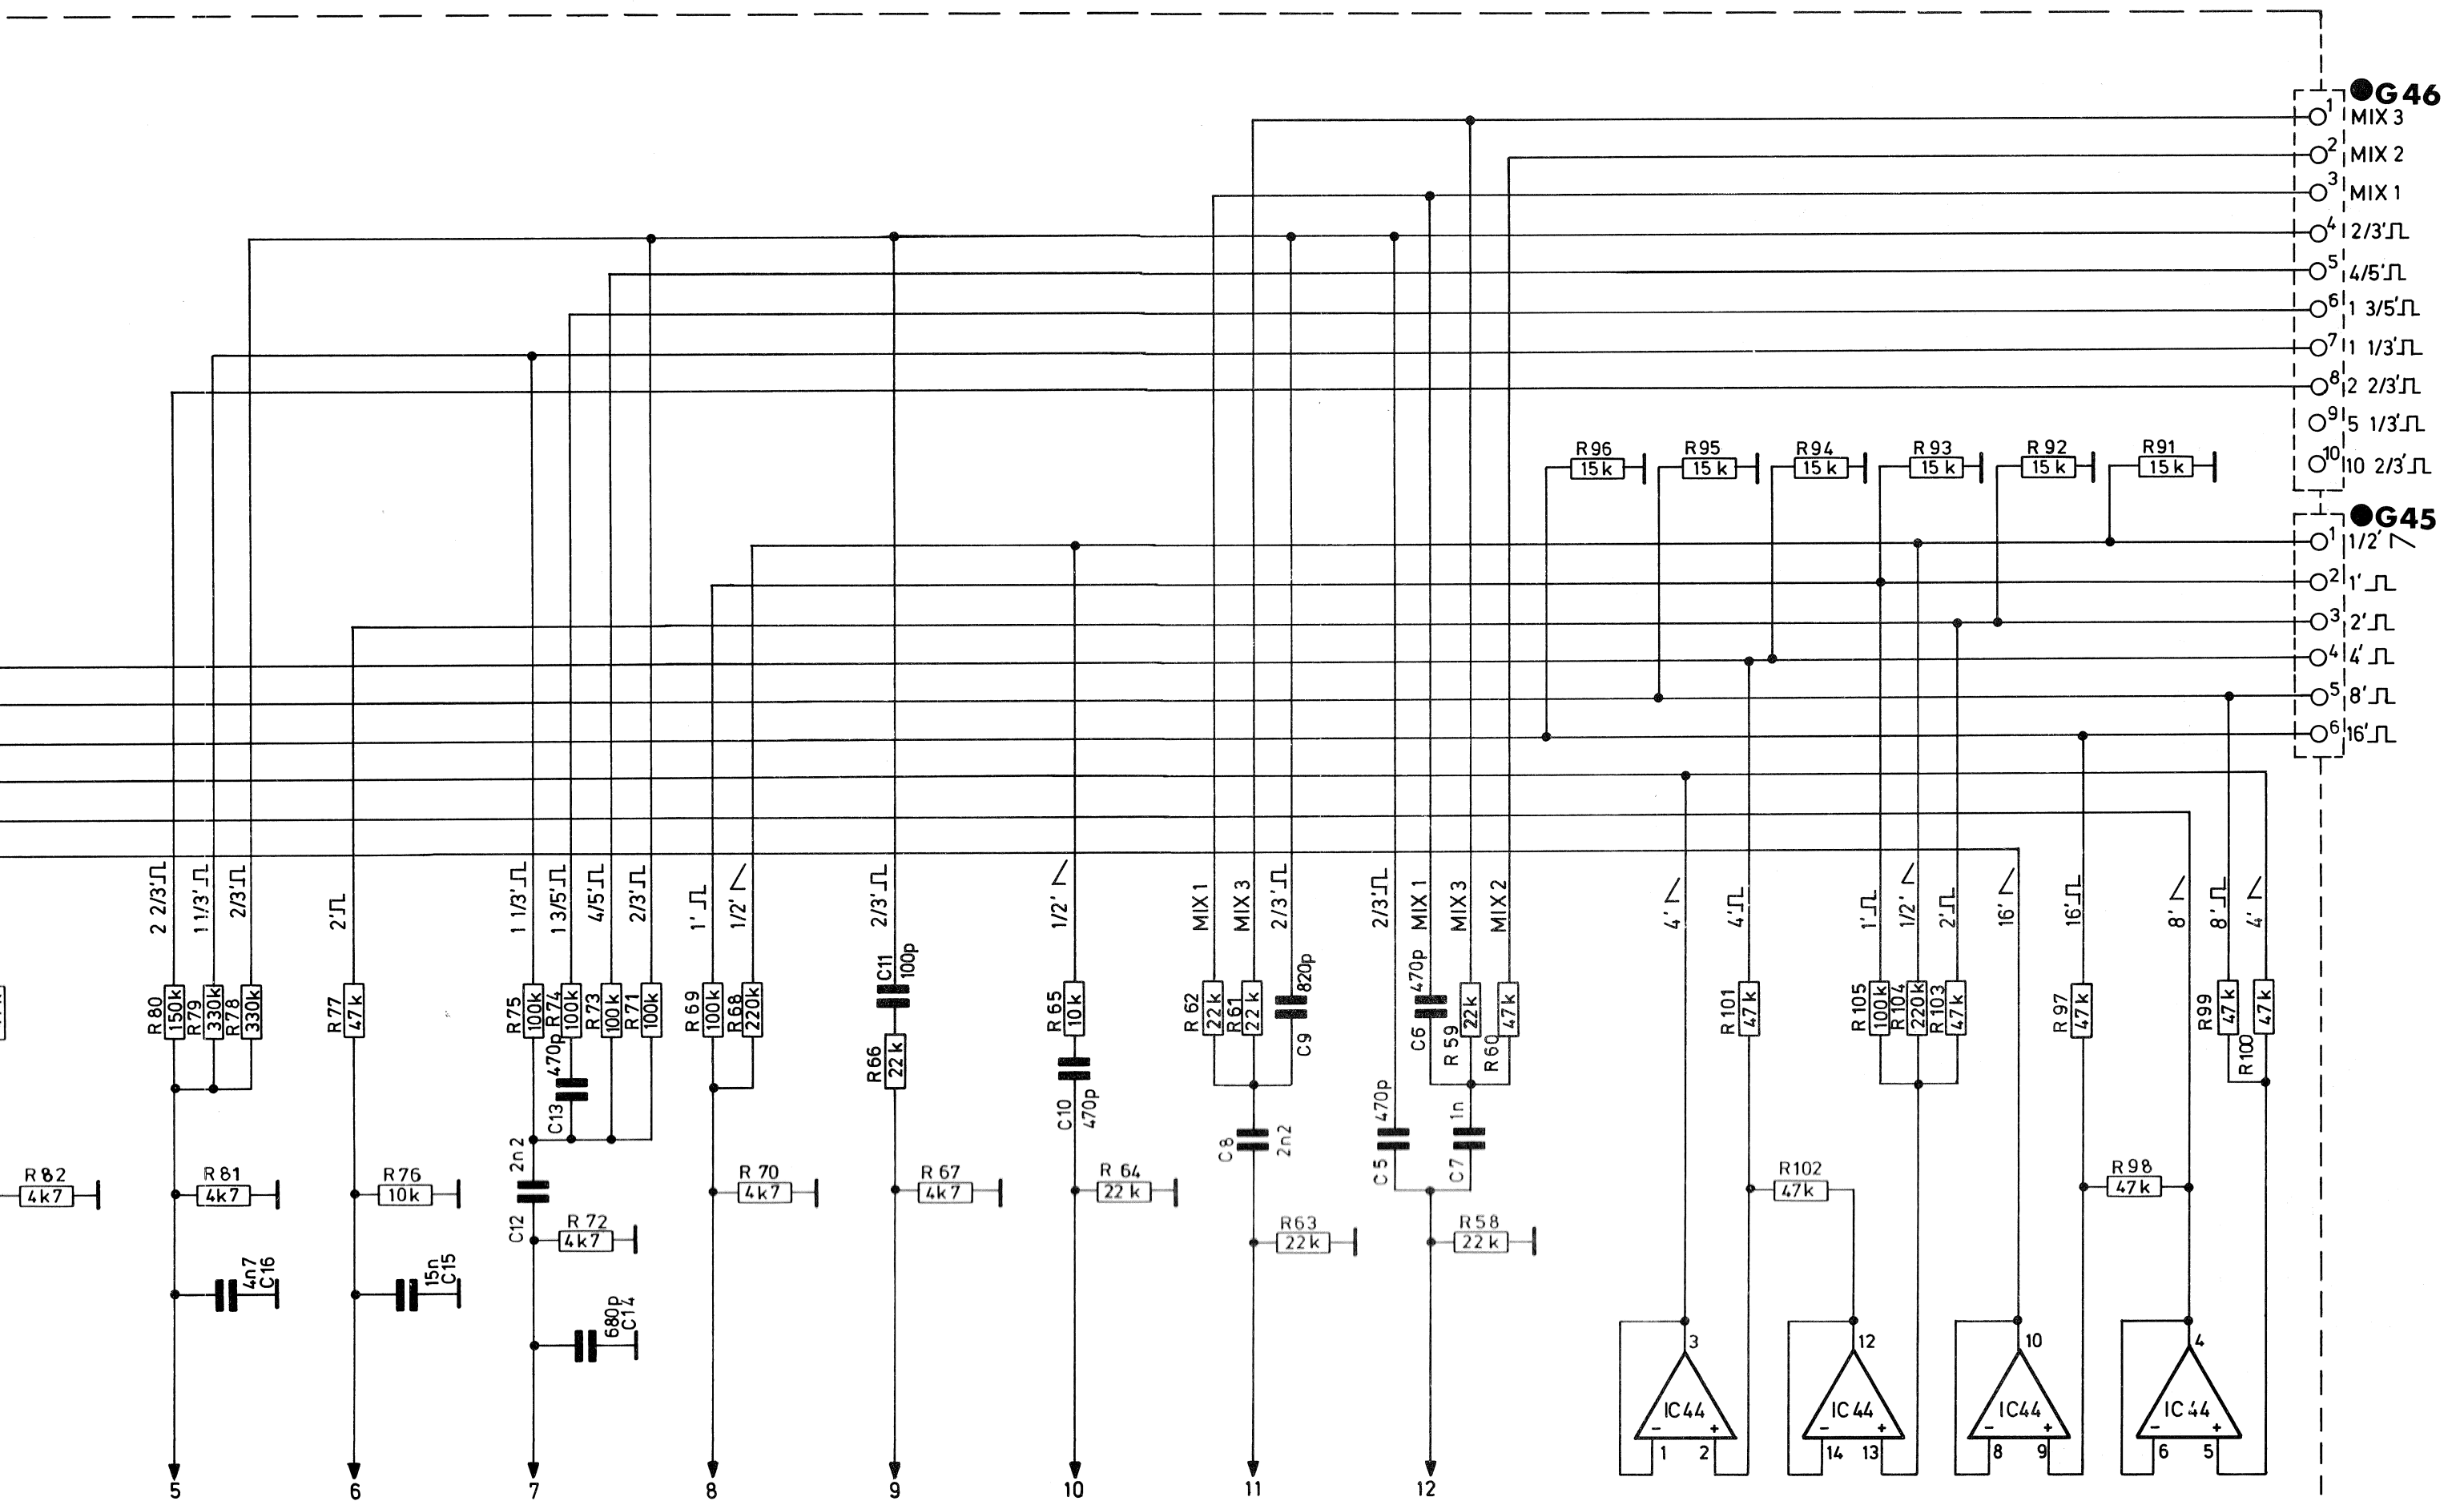 G46
1 MIX 3
2 MIX 2
3 MIX 1
4 2/3'
5 4/5'
6 1 3/5'
7 1 1/3'
8 2 2/3'
9 5 1/3'
10 10 2/3'
R96 R95 R94 R93 R92 R91
15k 15k 15k 15k 15k 15k
G45
1 1/2'
2 1'
3 2'
4 4'
5 8'
6 16'
2 2/3' 1 1/3' 2/3' 2' 1 1/3' 1 3/5' 4/5' 2/3' 1' 1/2' 2/3' 1/2' MIX 1 MIX 3 2/3' 2/3' MIX 1 MIX 3 MIX 2 4' 4' 1' 1/2' 2' 16' 16' 8' 8' 4'
R80 150k
R79 330k
R78 330k
R77 47k
R75 100k
R74 100k
R73 100k
R71 100k
R69 100k
R68 220k
C11 100p
R66 22k
R65 10k
R62 22k
R61 22k
C9 820p
C6 470p
R59 22k
R60 47k
R101 47k
R105 100k
R104 220k
R103 47k
R97 47k
R99 47k
R100 47k
C13 470p
C10 470p
C8 2n2
C5 470p
C7 1n
C12 2n2
R82 4k7
R81 4k7
R76 10k
R72 4k7
R70 4k7
R67 4k7
R64 22k
R63 22k
R58 22k
R102 47k
R98 47k
4n7 C16
15n C15
680p C14
3 12 10 4
IC44 IC44 IC44 IC44
- + - + - + - +
1 2 14 13 8 9 6 5
5 6 7 8 9 10 11 12